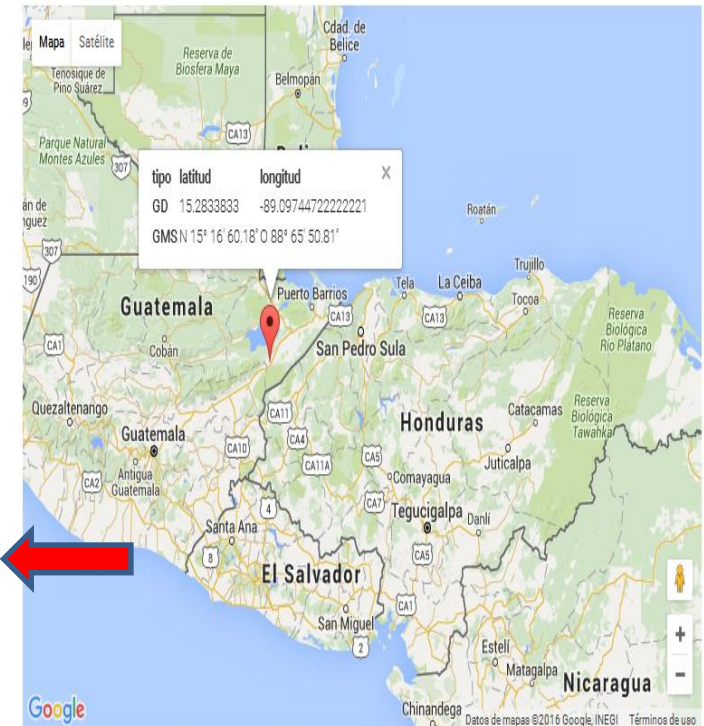 Cdad. de
Belice
Mapa Satélite
Reserva de
Biosfera Maya
Tenosique de
Pino Suárez
Belmopán
CA13
Parque Natural
Montes Azules
307
tipo latitud longitud ×
GD 15.2833833 -89.09744722222221
GMS N 15° 16' 60.18" O 88° 65' 50.81"
Roatán
307
190
Trujillo
Tela La Ceiba
Puerto Barrios
Tocoa
Guatemala
CA13
CA13
Reserva
Biológica
Río Plátano
CA1
Cobán
San Pedro Sula
Quezaltenango
Reserva
Biológica
Tawahka
Catacamas
CA11
Honduras
Guatemala
CA4
CA10
CA11A
CA5
Juticalpa
Comayagua
CA2
Antigua
Guatemala
CA7
4
Tegucigalpa
Danlí
Santa Ana
8
CA5
El Salvador
CA1
San Miguel
2
+
Estelí
Matagalpa
−
Nicaragua
Google
Chinandega
Datos de mapas ©2016 Google, INEGI Términos de uso